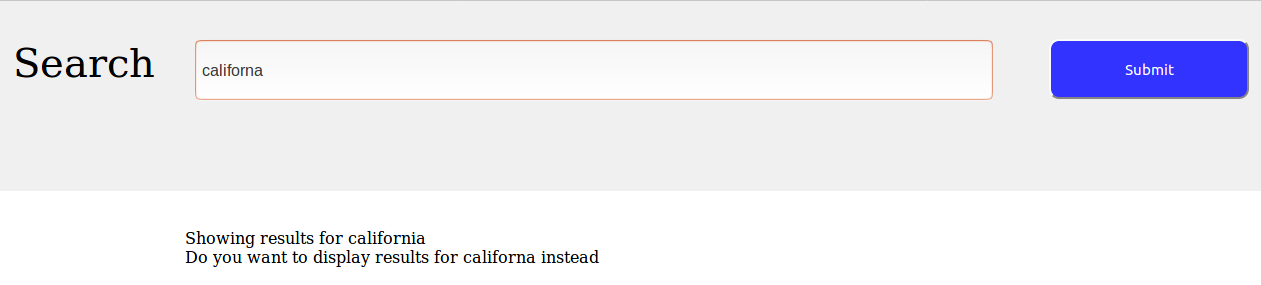 Search
californa
Submit
Showing results for california
Do you want to display results for californa instead